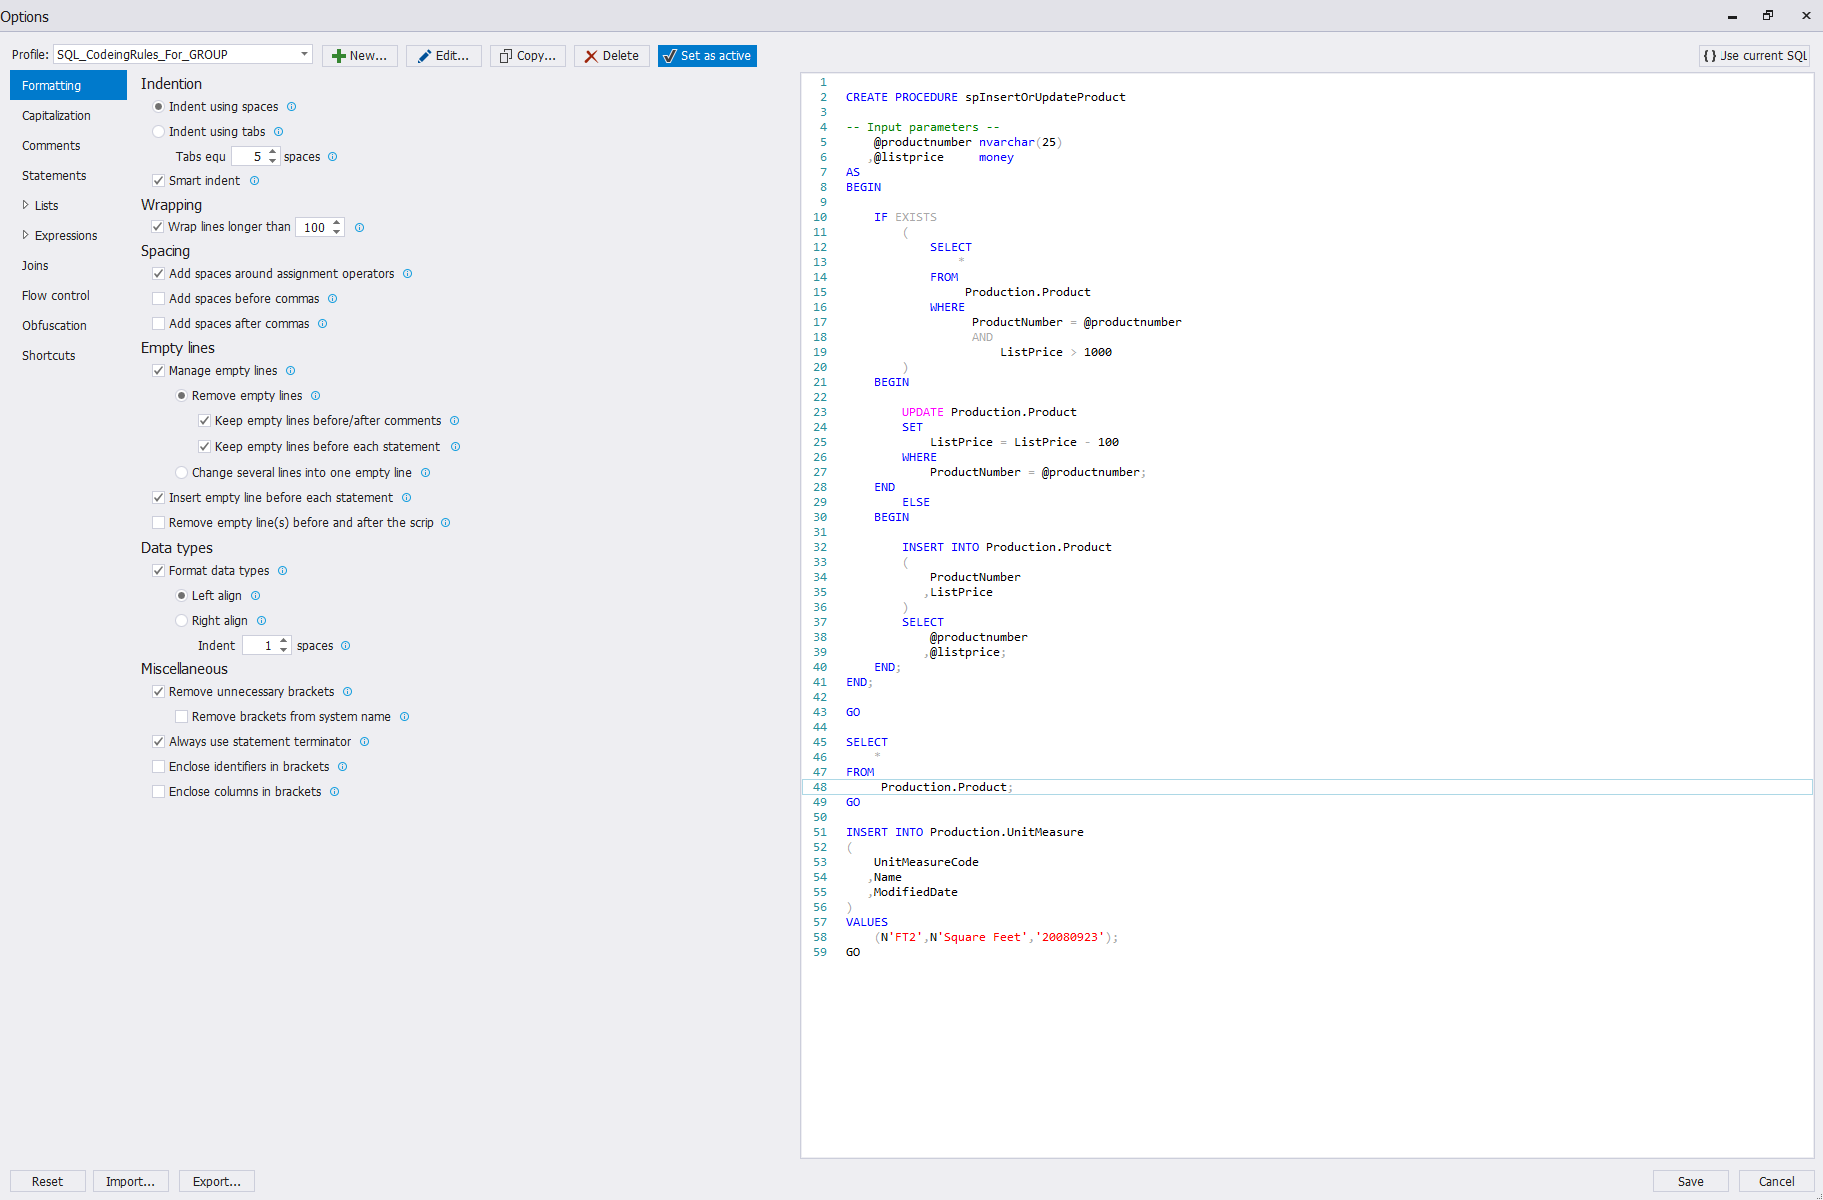 Options
Profile: SQL_CodeingRules_For_GROUP New... Edit... Copy... Delete Set as active { } Use current SQL
Formatting
Capitalization
Comments
Statements
Lists
Expressions
Joins
Flow control
Obfuscation
Shortcuts
Indention
Indent using spaces
Indent using tabs
Tabs equ 5 spaces
Smart indent
Wrapping
Wrap lines longer than 100
Spacing
Add spaces around assignment operators
Add spaces before commas
Add spaces after commas
Empty lines
Manage empty lines
Remove empty lines
Keep empty lines before/after comments
Keep empty lines before each statement
Change several lines into one empty line
Insert empty line before each statement
Remove empty line(s) before and after the scrip
Data types
Format data types
Left align
Right align
Indent 1 spaces
Miscellaneous
Remove unnecessary brackets
Remove brackets from system name
Always use statement terminator
Enclose identifiers in brackets
Enclose columns in brackets
1
2 CREATE PROCEDURE spInsertOrUpdateProduct
3
4 -- Input parameters --
5 @productnumber nvarchar(25)
6 ,@listprice money
7 AS
8 BEGIN
9
10 IF EXISTS
11 (
12 SELECT
13 *
14 FROM
15 Production.Product
16 WHERE
17 ProductNumber = @productnumber
18 AND
19 ListPrice > 1000
20 )
21 BEGIN
22
23 UPDATE Production.Product
24 SET
25 ListPrice = ListPrice - 100
26 WHERE
27 ProductNumber = @productnumber;
28 END
29 ELSE
30 BEGIN
31
32 INSERT INTO Production.Product
33 (
34 ProductNumber
35 ,ListPrice
36 )
37 SELECT
38 @productnumber
39 ,@listprice;
40 END;
41 END;
42
43 GO
44
45 SELECT
46 *
47 FROM
48 Production.Product;
49 GO
50
51 INSERT INTO Production.UnitMeasure
52 (
53 UnitMeasureCode
54 ,Name
55 ,ModifiedDate
56 )
57 VALUES
58 (N'FT2',N'Square Feet','20080923');
59 GO
Reset Import... Export... Save Cancel